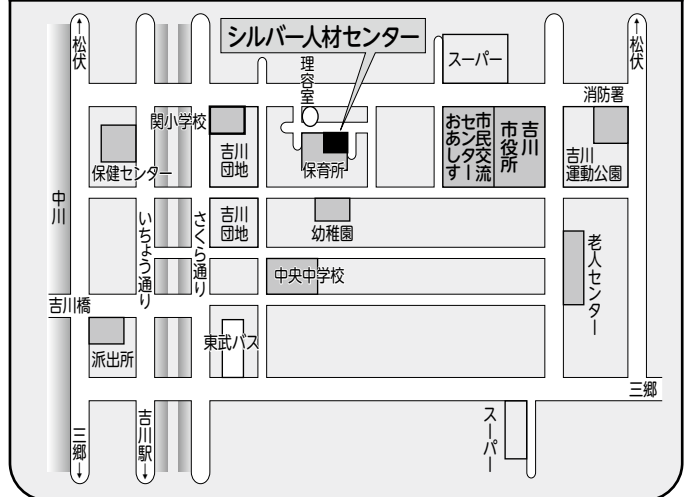 ↑松伏
シルバー人材センター
スーパー
↑松伏
理容室
消防署
関小学校
保健センター
吉川
団地
保育所
市民交流
センター
おあしす
吉川
市役所
吉川
運動公園
中川
いちょう通り
さくら通り
吉川
団地
幼稚園
老人センター
中央中学校
吉川橋
派出所
東武バス
三郷
三郷↓
吉川駅↓
スーパー